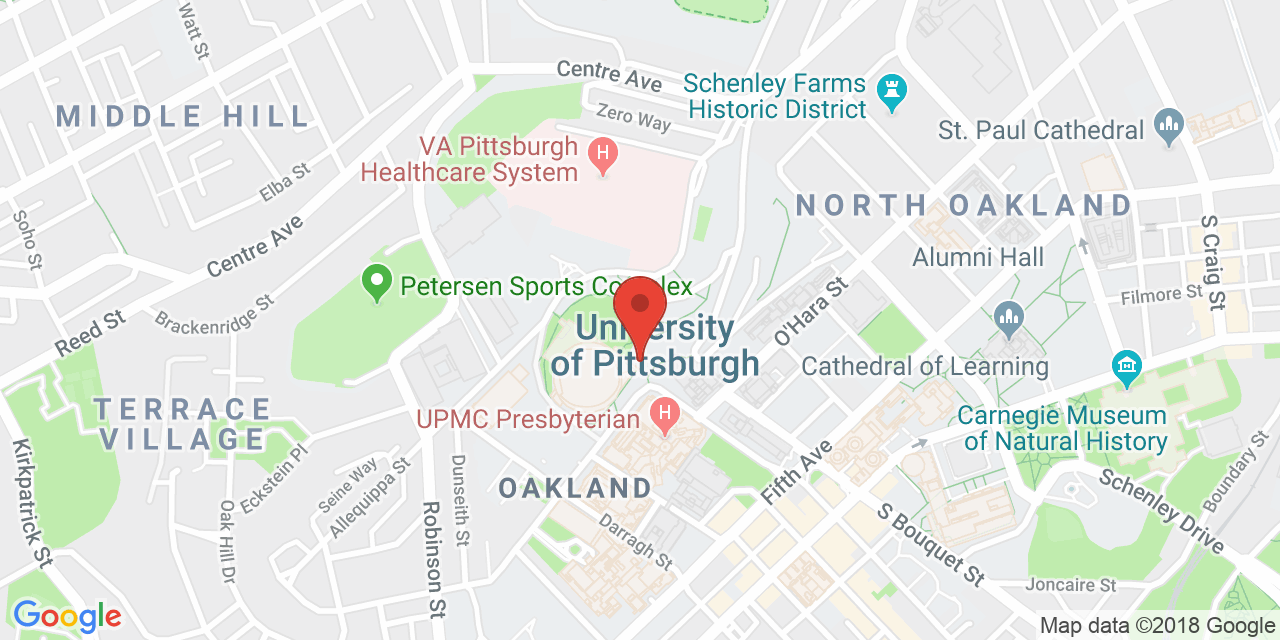 Watt St
Centre Ave
Schenley Farms
Historic District
MIDDLE HILL
Zero Way
St. Paul Cathedral
VA Pittsburgh
Healthcare System
H
Elba St
NORTH OAKLAND
Soho St
Centre Ave
S Craig St
Alumni Hall
Petersen Sports Complex
Filmore St
Brackenridge St
Reed St
O'Hara St
University
of Pittsburgh
Cathedral of Learning
TERRACE
VILLAGE
UPMC Presbyterian
H
Carnegie Museum
of Natural History
Kirkpatrick St
Eckstein Pl
Seine Way
Allequippa St
Dunseith St
OAKLAND
Fifth Ave
Boundary St
Schenley Drive
Oak Hill Dr
Robinson St
Darragh St
S Bouquet St
Joncaire St
Google
Map data ©2018 Google